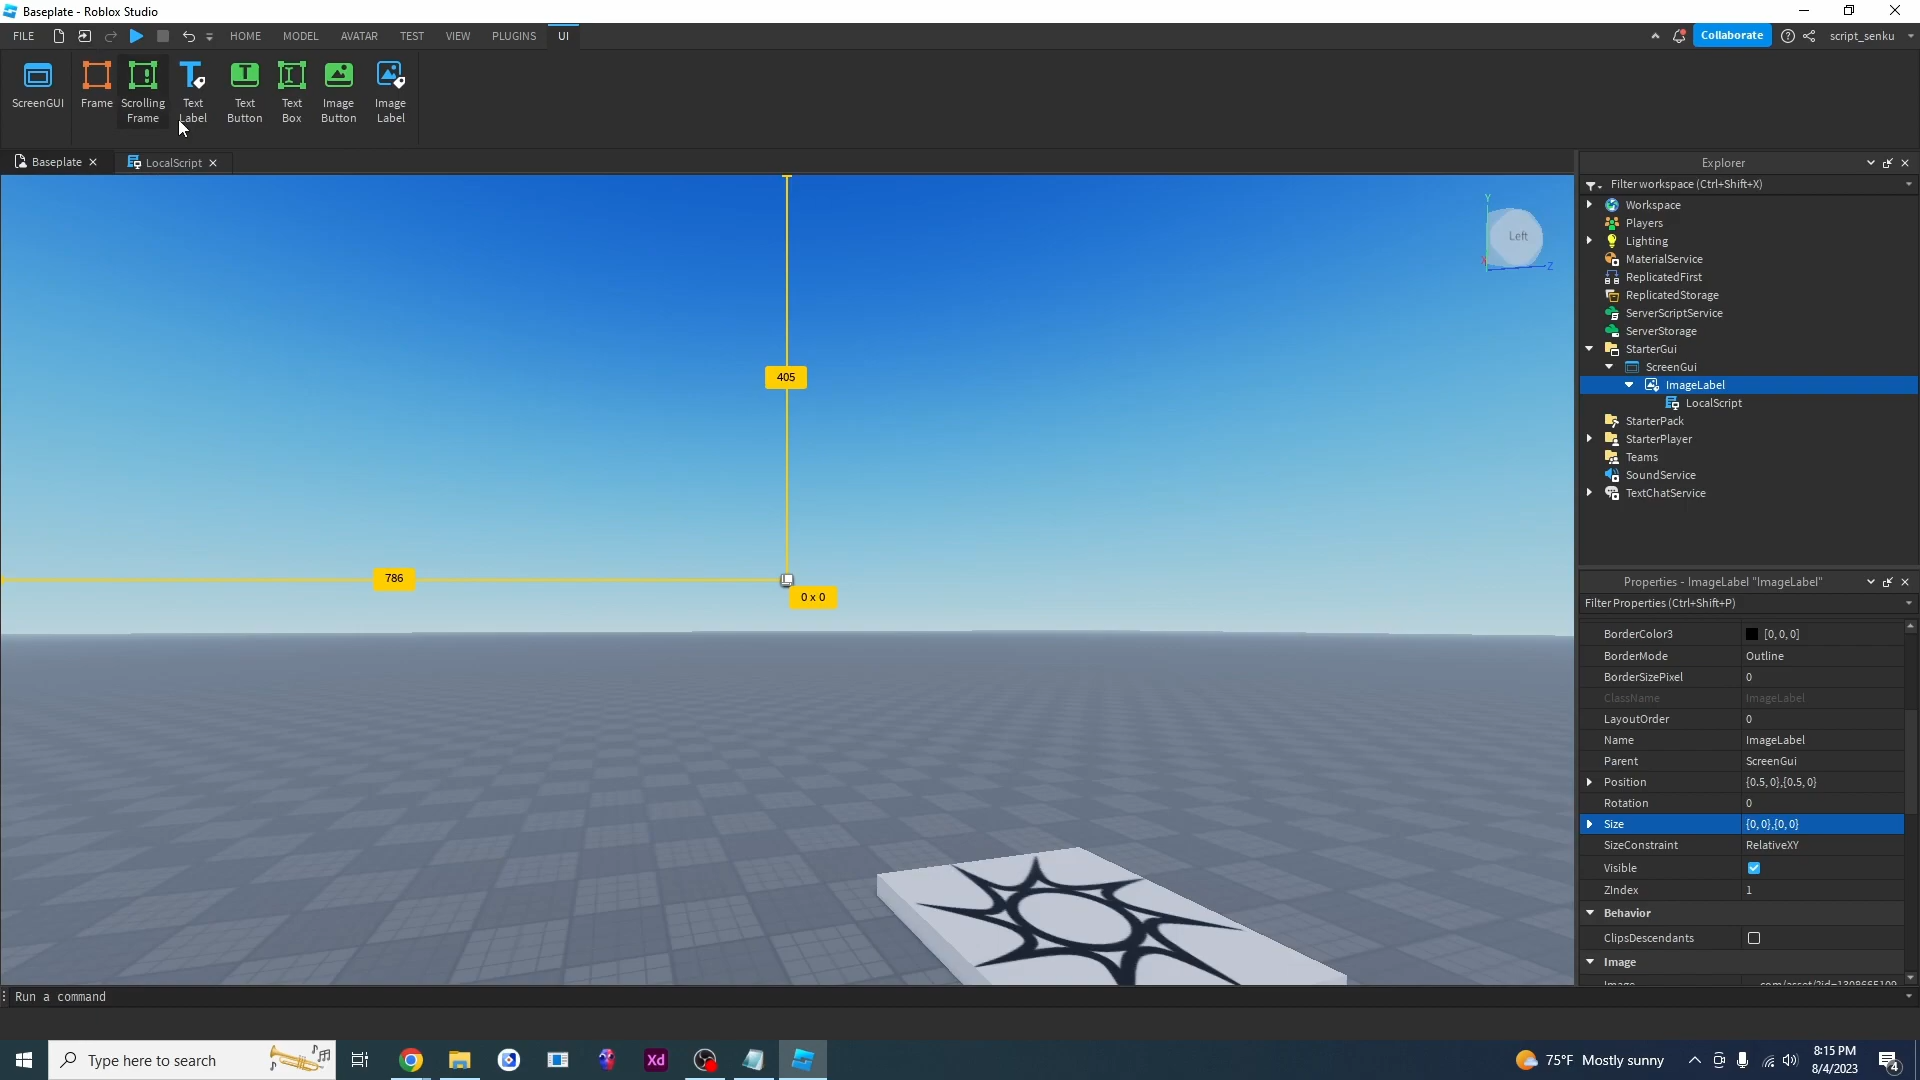 Baseplate - Roblox Studio
FILE
HOME
MODEL
AVATAR
TEST
VIEW
PLUGINS
UI
Collaborate
script_senku
ScreenGUI
Frame
Scrolling
Frame
Text
Label
Text
Button
Text
Box
Image
Button
Image
Label
Baseplate
LocalScript
405
786
0 x 0
Y
Left
Z
Explorer
Filter workspace (Ctrl+Shift+X)
Workspace
Players
Lighting
MaterialService
ReplicatedFirst
ReplicatedStorage
ServerScriptService
ServerStorage
StarterGui
ScreenGui
ImageLabel
LocalScript
StarterPack
StarterPlayer
Teams
SoundService
TextChatService
Properties - ImageLabel "ImageLabel"
Filter Properties (Ctrl+Shift+P)
BorderColor3 [0, 0, 0]
BorderMode Outline
BorderSizePixel 0
ClassName ImageLabel
LayoutOrder 0
Name ImageLabel
Parent ScreenGui
Position {0.5, 0},{0.5, 0}
Rotation 0
Size {0, 0},{0, 0}
SizeConstraint RelativeXY
Visible
ZIndex 1
Behavior
ClipsDescendants
Image
Run a command
Type here to search
Xd
75°F Mostly sunny
8:15 PM
8/4/2023
4